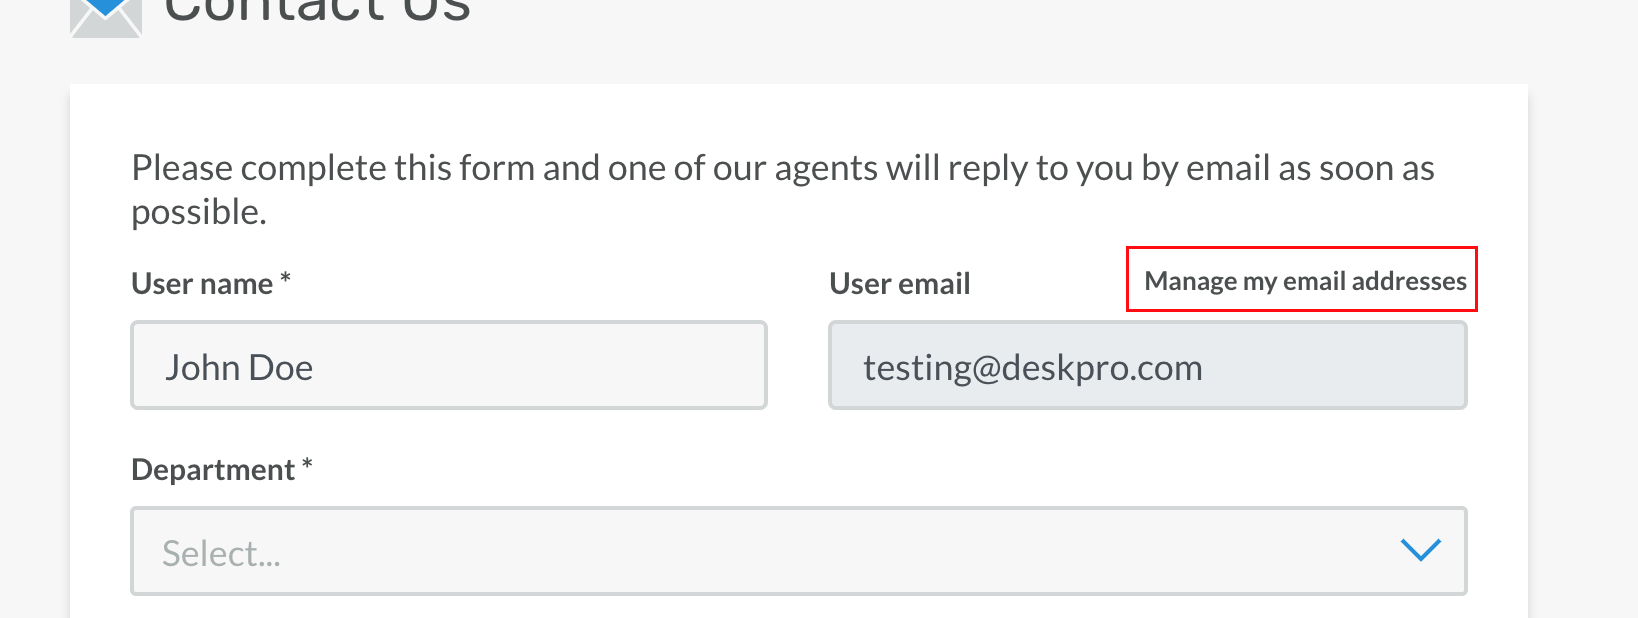 Contact Us
Please complete this form and one of our agents will reply to you by email as soon as
possible.
User name *
User email
Manage my email addresses
John Doe
testing@deskpro.com
Department *
Select...